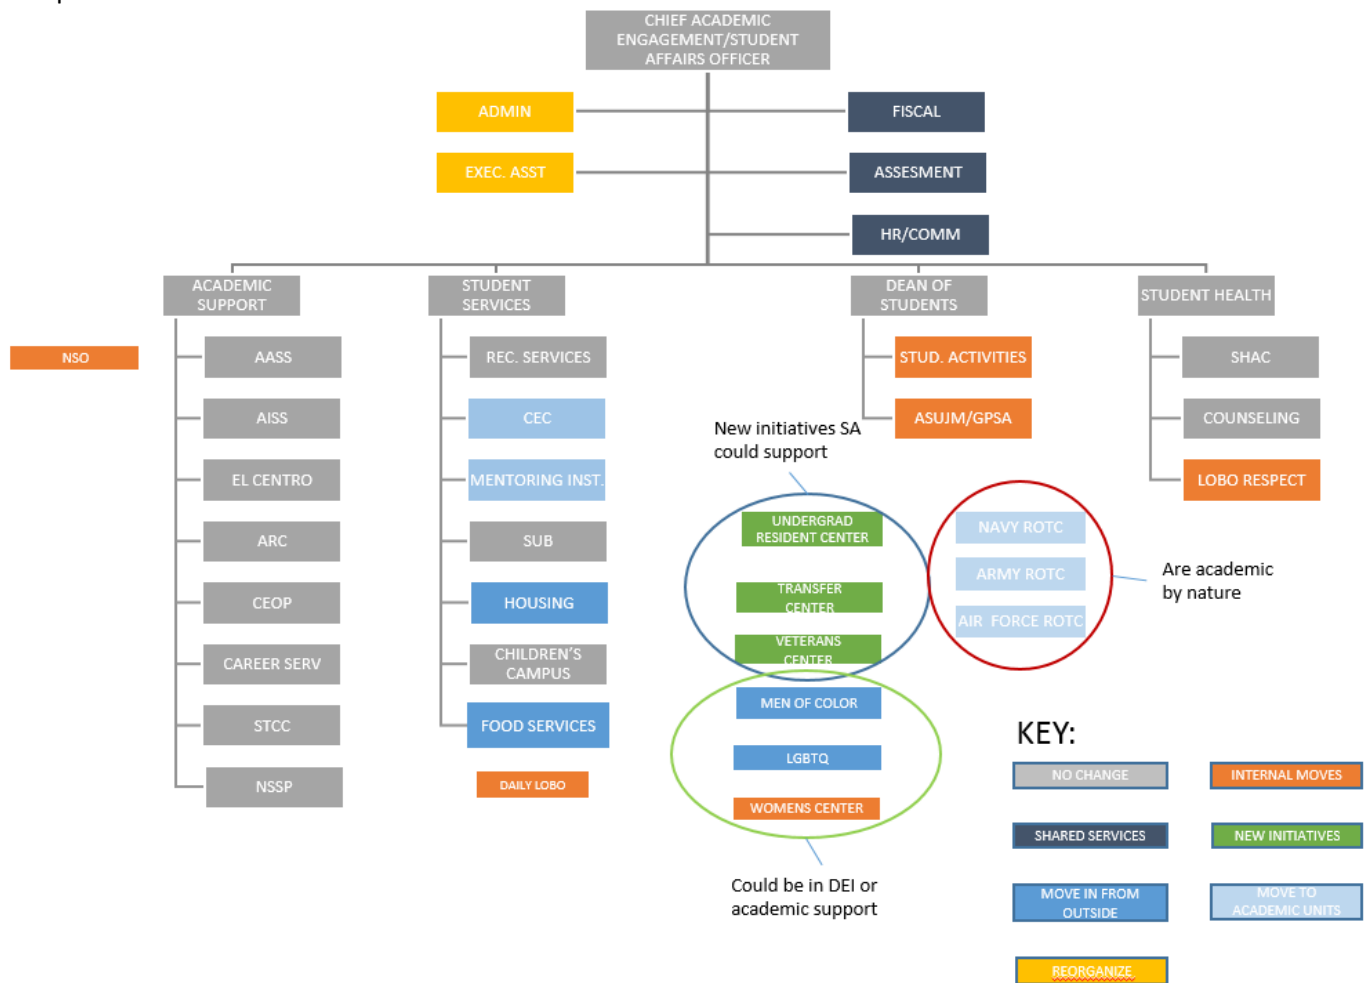 CHIEF ACADEMIC
ENGAGEMENT/STUDENT
AFFAIRS OFFICER
ADMIN
FISCAL
EXEC. ASST
ASSESMENT
HR/COMM
ACADEMIC
SUPPORT
STUDENT
SERVICES
DEAN OF
STUDENTS
STUDENT HEALTH
NSO
AASS
AISS
EL CENTRO
ARC
CEOP
CAREER SERV
STCC
NSSP
REC. SERVICES
CEC
MENTORING INST.
SUB
HOUSING
CHILDREN'S
CAMPUS
FOOD SERVICES
DAILY LOBO
STUD. ACTIVITIES
ASUJM/GPSA
SHAC
COUNSELING
LOBO RESPECT
New initiatives SA
could support
UNDERGRAD
RESIDENT CENTER
TRANSFER
CENTER
VETERANS
CENTER
NAVY ROTC
ARMY ROTC
AIR FORCE ROTC
Are academic
by nature
MEN OF COLOR
LGBTQ
WOMENS CENTER
Could be in DEI or
academic support
KEY:
NO CHANGE
INTERNAL MOVES
SHARED SERVICES
NEW INITIATIVES
MOVE IN FROM
OUTSIDE
MOVE TO
ACADEMIC UNITS
REORGANIZE